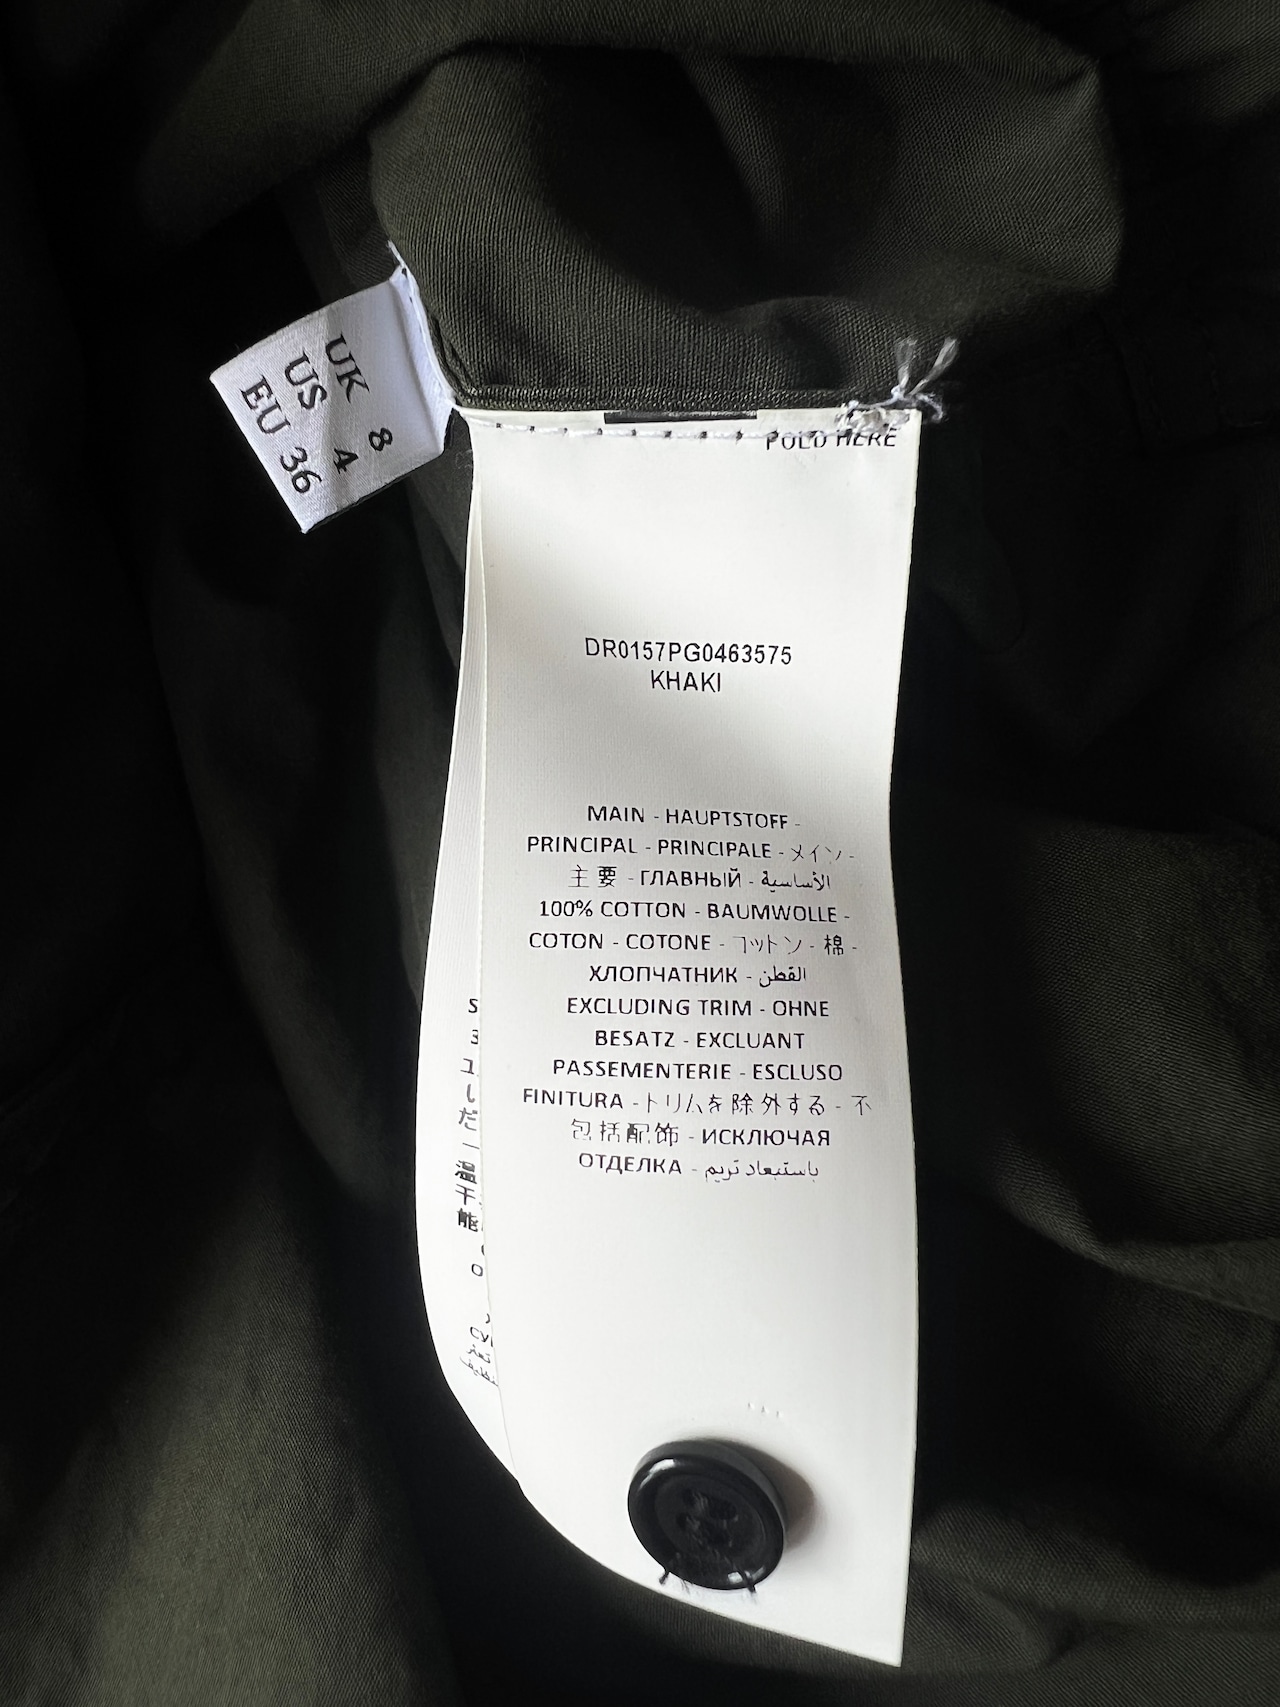 UK 8
US 4
EU 36
FOLD HERE
DR0157PG0463575
KHAKI
MAIN - HAUPTSTOFF -
PRINCIPAL - PRINCIPALE - メイン -
主要 - ГЛАВНЫЙ - الأساسية
100% COTTON - BAUMWOLLE -
COTON - COTONE - コットン - 棉 -
ХЛОПЧАТНИК - القطن
EXCLUDING TRIM - OHNE
BESATZ - EXCLUANT
PASSEMENTERIE - ESCLUSO
FINITURA - トリムを除外する - 不
包括配饰 - ИСКЛЮЧАЯ
ОТДЕЛКА - باستبعاد تريم